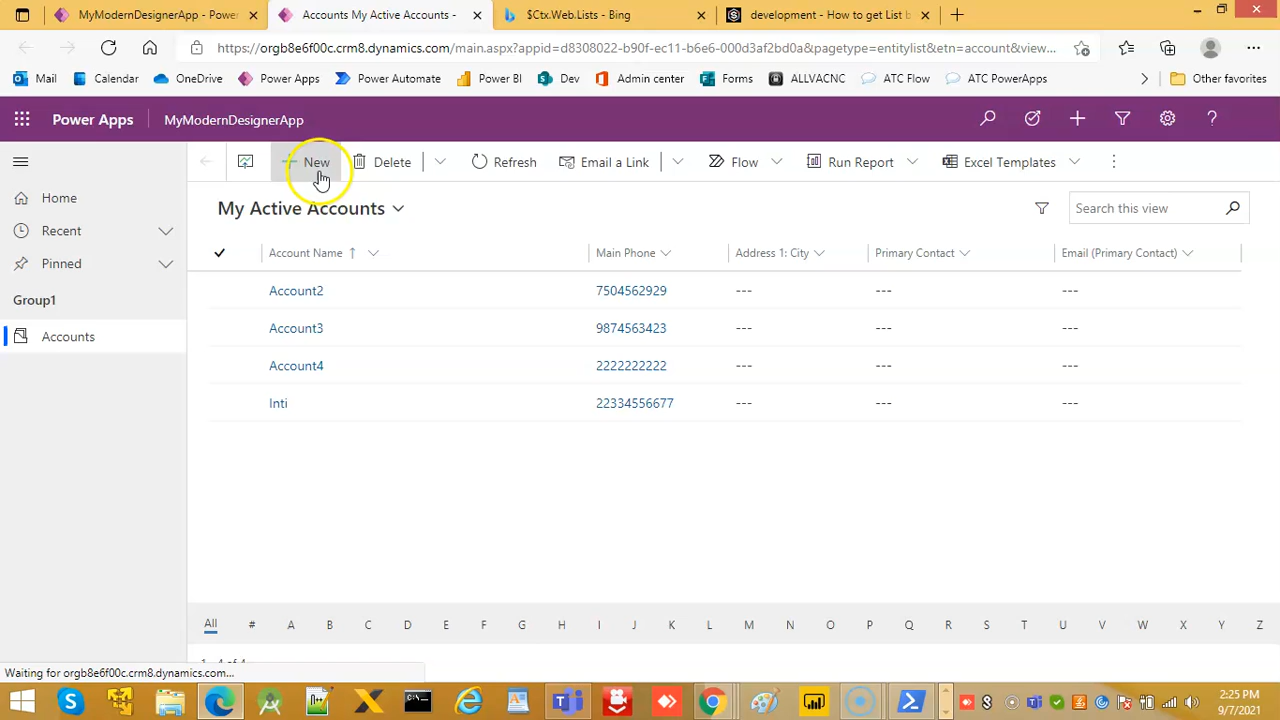 MyModernDesignerApp - Power
Accounts My Active Accounts -
$Ctx.Web.Lists - Bing
development - How to get List b
https://orgb8e6f00c.crm8.dynamics.com/main.aspx?appid=d8308022-b90f-ec11-b6e6-000d3a2bd0a&pagetype=entitylist&etn=account&view...
Mail
Calendar
OneDrive
Power Apps
Power Automate
Power BI
Dev
Admin center
Forms
ALLVACNC
ATC Flow
ATC PowerApps
Other favorites
Power Apps
MyModernDesignerApp
New
Delete
Refresh
Email a Link
Flow
Run Report
Excel Templates
Home
Recent
Pinned
Group1
Accounts
My Active Accounts
Search this view
Account Name ↑ Main Phone Address 1: City Primary Contact Email (Primary Contact)
Account2 7504562929 --- --- ---
Account3 9874563423 --- --- ---
Account4 2222222222 --- --- ---
Inti 22334556677 --- --- ---
All # A B C D E F G H I J K L M N O P Q R S T U V W X Y Z
Waiting for orgb8e6f00c.crm8.dynamics.com...
2:25 PM
9/7/2021